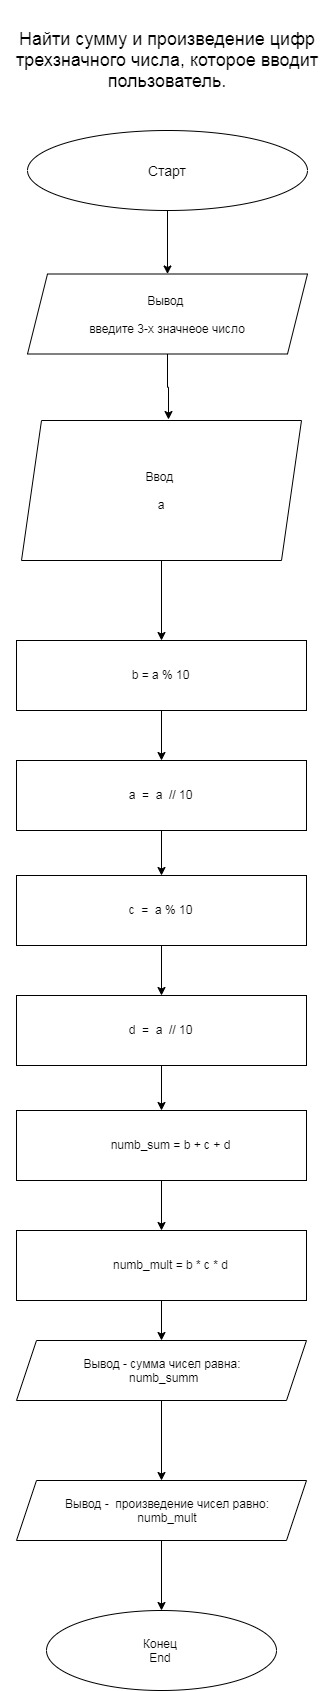 Найти сумму и произведение цифр
трехзначного числа, которое вводит
пользователь.
Старт
Вывод
введите 3-х значнеое число
Ввод
a
b = a % 10
a = a // 10
c = a % 10
d = a // 10
numb_sum = b + c + d
numb_mult = b * c * d
Вывод - сумма чисел равна:
numb_summ
Вывод - произведение чисел равно:
numb_mult
Конец
End